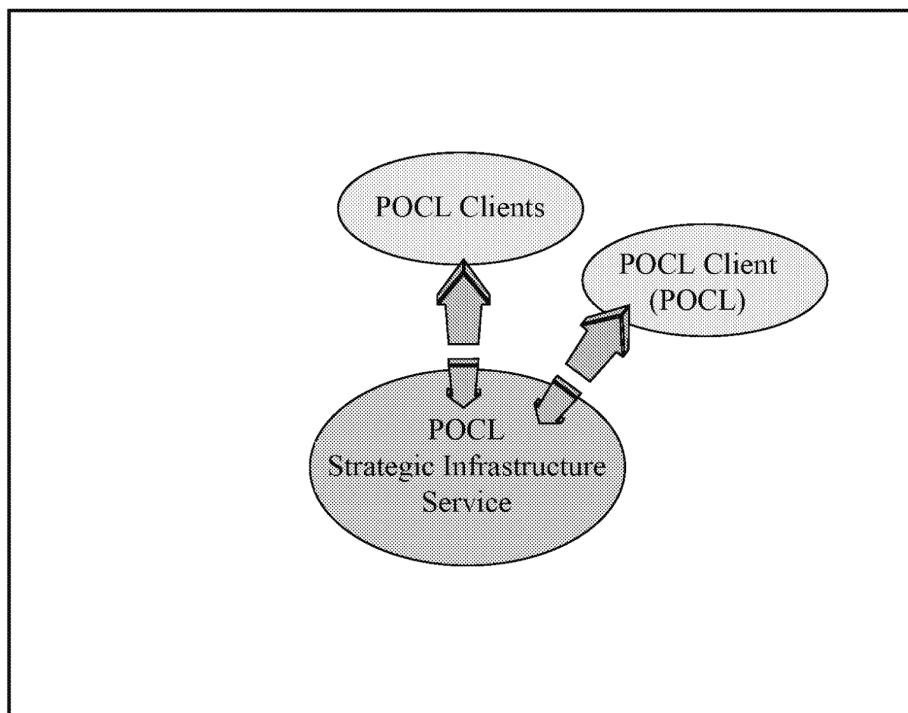 POCL Clients
POCL Client
(POCL)
POCL
Strategic Infrastructure
Service